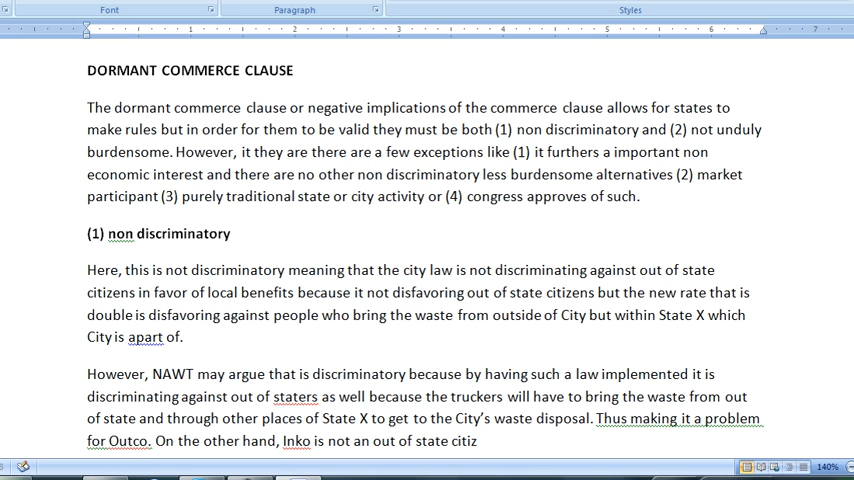 Font Paragraph Styles
1 2 3 4 5 6 7
DORMANT COMMERCE CLAUSE
The dormant commerce clause or negative implications of the commerce clause allows for states to
make rules but in order for them to be valid they must be both (1) non discriminatory and (2) not unduly
burdensome. However, it they are there are a few exceptions like (1) it furthers a important non
economic interest and there are no other non discriminatory less burdensome alternatives (2) market
participant (3) purely traditional state or city activity or (4) congress approves of such.
(1) non discriminatory
Here, this is not discriminatory meaning that the city law is not discriminating against out of state
citizens in favor of local benefits because it not disfavoring out of state citizens but the new rate that is
double is disfavoring against people who bring the waste from outside of City but within State X which
City is apart of.
However, NAWT may argue that is discriminatory because by having such a law implemented it is
discriminating against out of staters as well because the truckers will have to bring the waste from out
of state and through other places of State X to get to the City's waste disposal. Thus making it a problem
for Outco. On the other hand, Inko is not an out of state citiz
140%